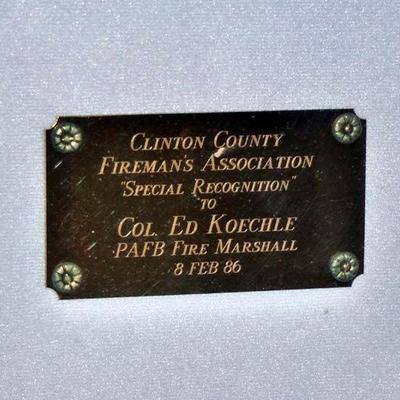 Clinton County
Fireman's Association
"Special Recognition"
to
Col. Ed Koechle
PAFB Fire Marshall
8 Feb 86